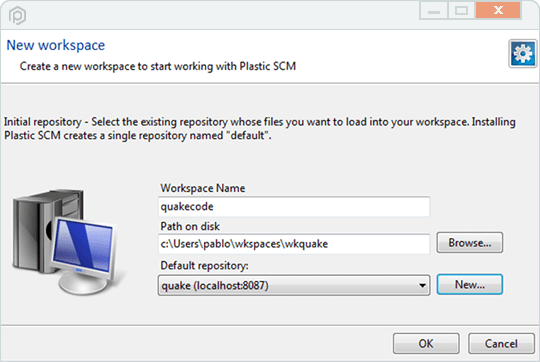 New workspace
Create a new workspace to start working with Plastic SCM
Initial repository - Select the existing repository whose files you want to load into your workspace. Installing
Plastic SCM creates a single repository named "default".
Workspace Name
quakecode
Path on disk
c:\Users\pablo\wkspaces\wkquake
Browse...
Default repository:
quake (localhost:8087)
New...
OK
Cancel